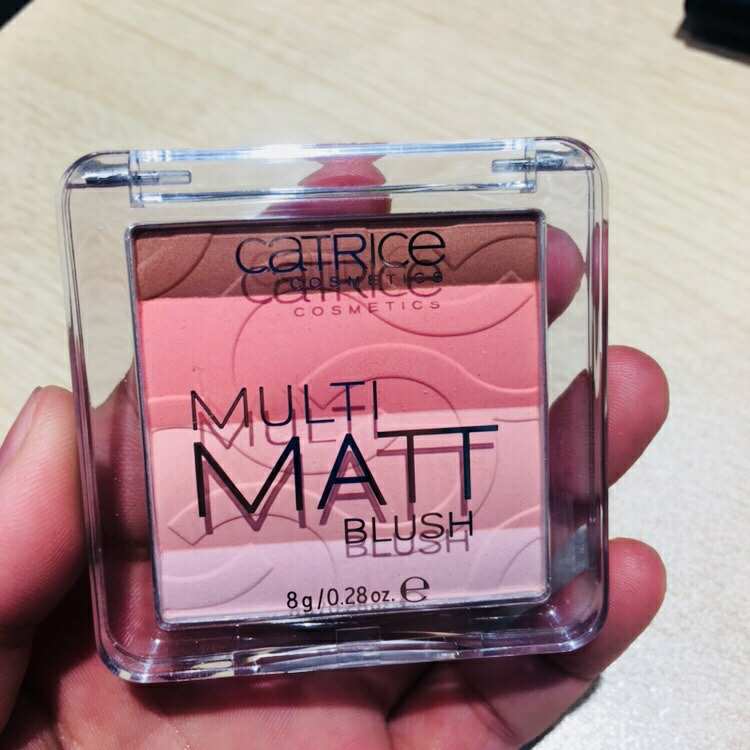 CATRICE
COSMETICS
MULTI
MATT
BLUSH
8g/0.28oz. ℮